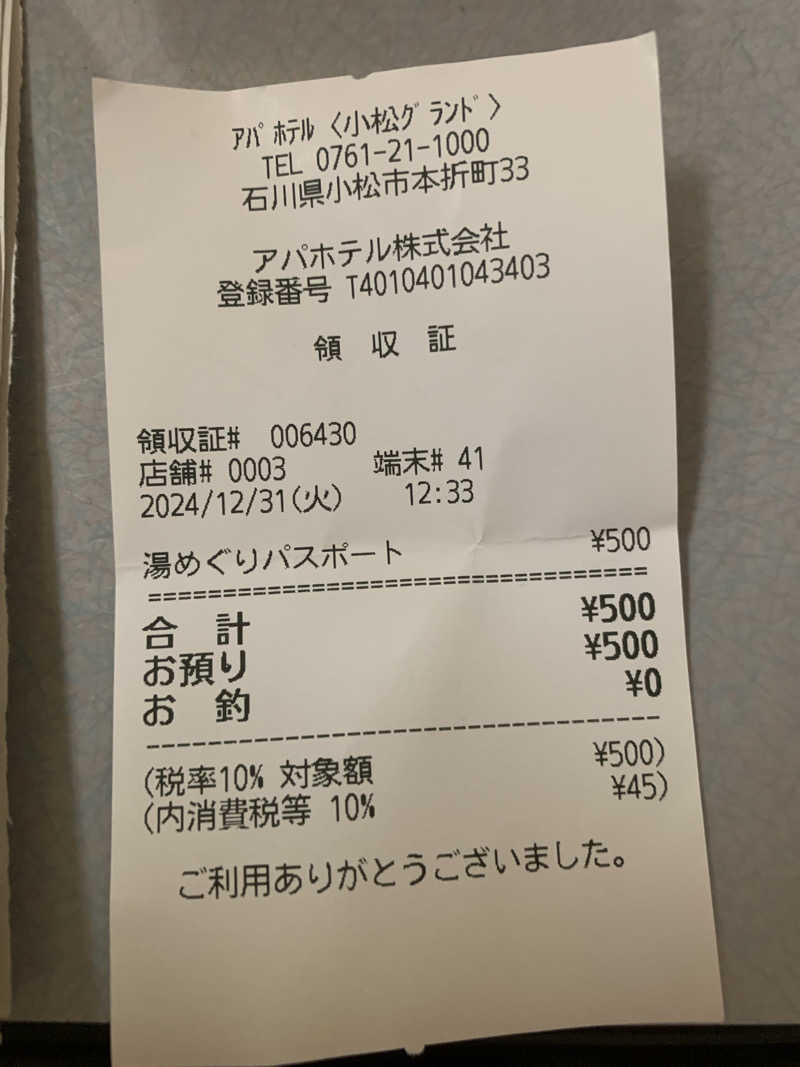 ｱﾊﾟﾎﾃﾙ〈小松ｸﾞﾗﾝﾄﾞ〉
TEL 0761-21-1000
石川県小松市本折町33
アパホテル株式会社
登録番号 T4010401043403
領 収 証
領収証# 006430
店舗# 0003 端末# 41
2024/12/31(火) 12:33
湯めぐりパスポート ¥500
================================
合 計 ¥500
お預り ¥500
お 釣 ¥0
--------------------------------
(税率10% 対象額 ¥500)
(内消費税等 10% ¥45)
ご利用ありがとうございました。